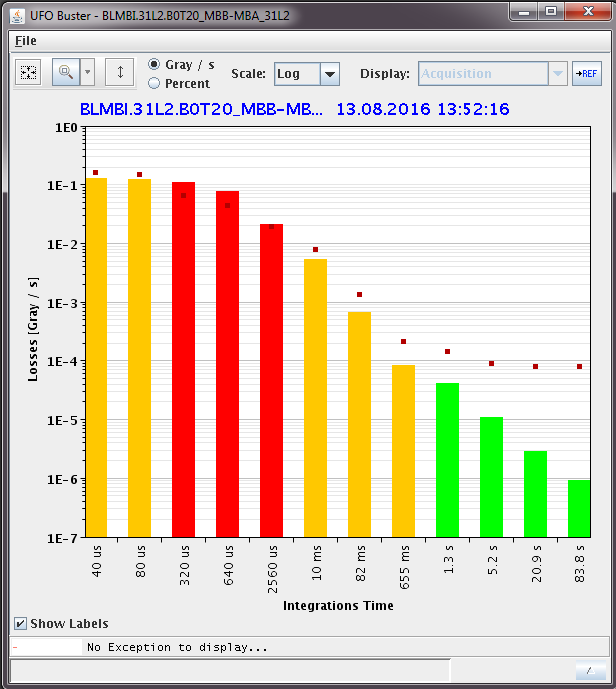 UFO Buster - BLMBI.31L2.B0T20_MBB-MBA_31L2
File
Gray / s
Percent
Scale: Log
Display: Acquisition
→REF
BLMBI.31L2.B0T20_MBB-MB... 13.08.2016 13:52:16
1E0
1E-1
1E-2
1E-3
1E-4
1E-5
1E-6
1E-7
Losses [Gray / s]
40 us
80 us
320 us
640 us
2560 us
10 ms
82 ms
655 ms
1.3 s
5.2 s
20.9 s
83.8 s
Integrations Time
Show Labels
- No Exception to display...